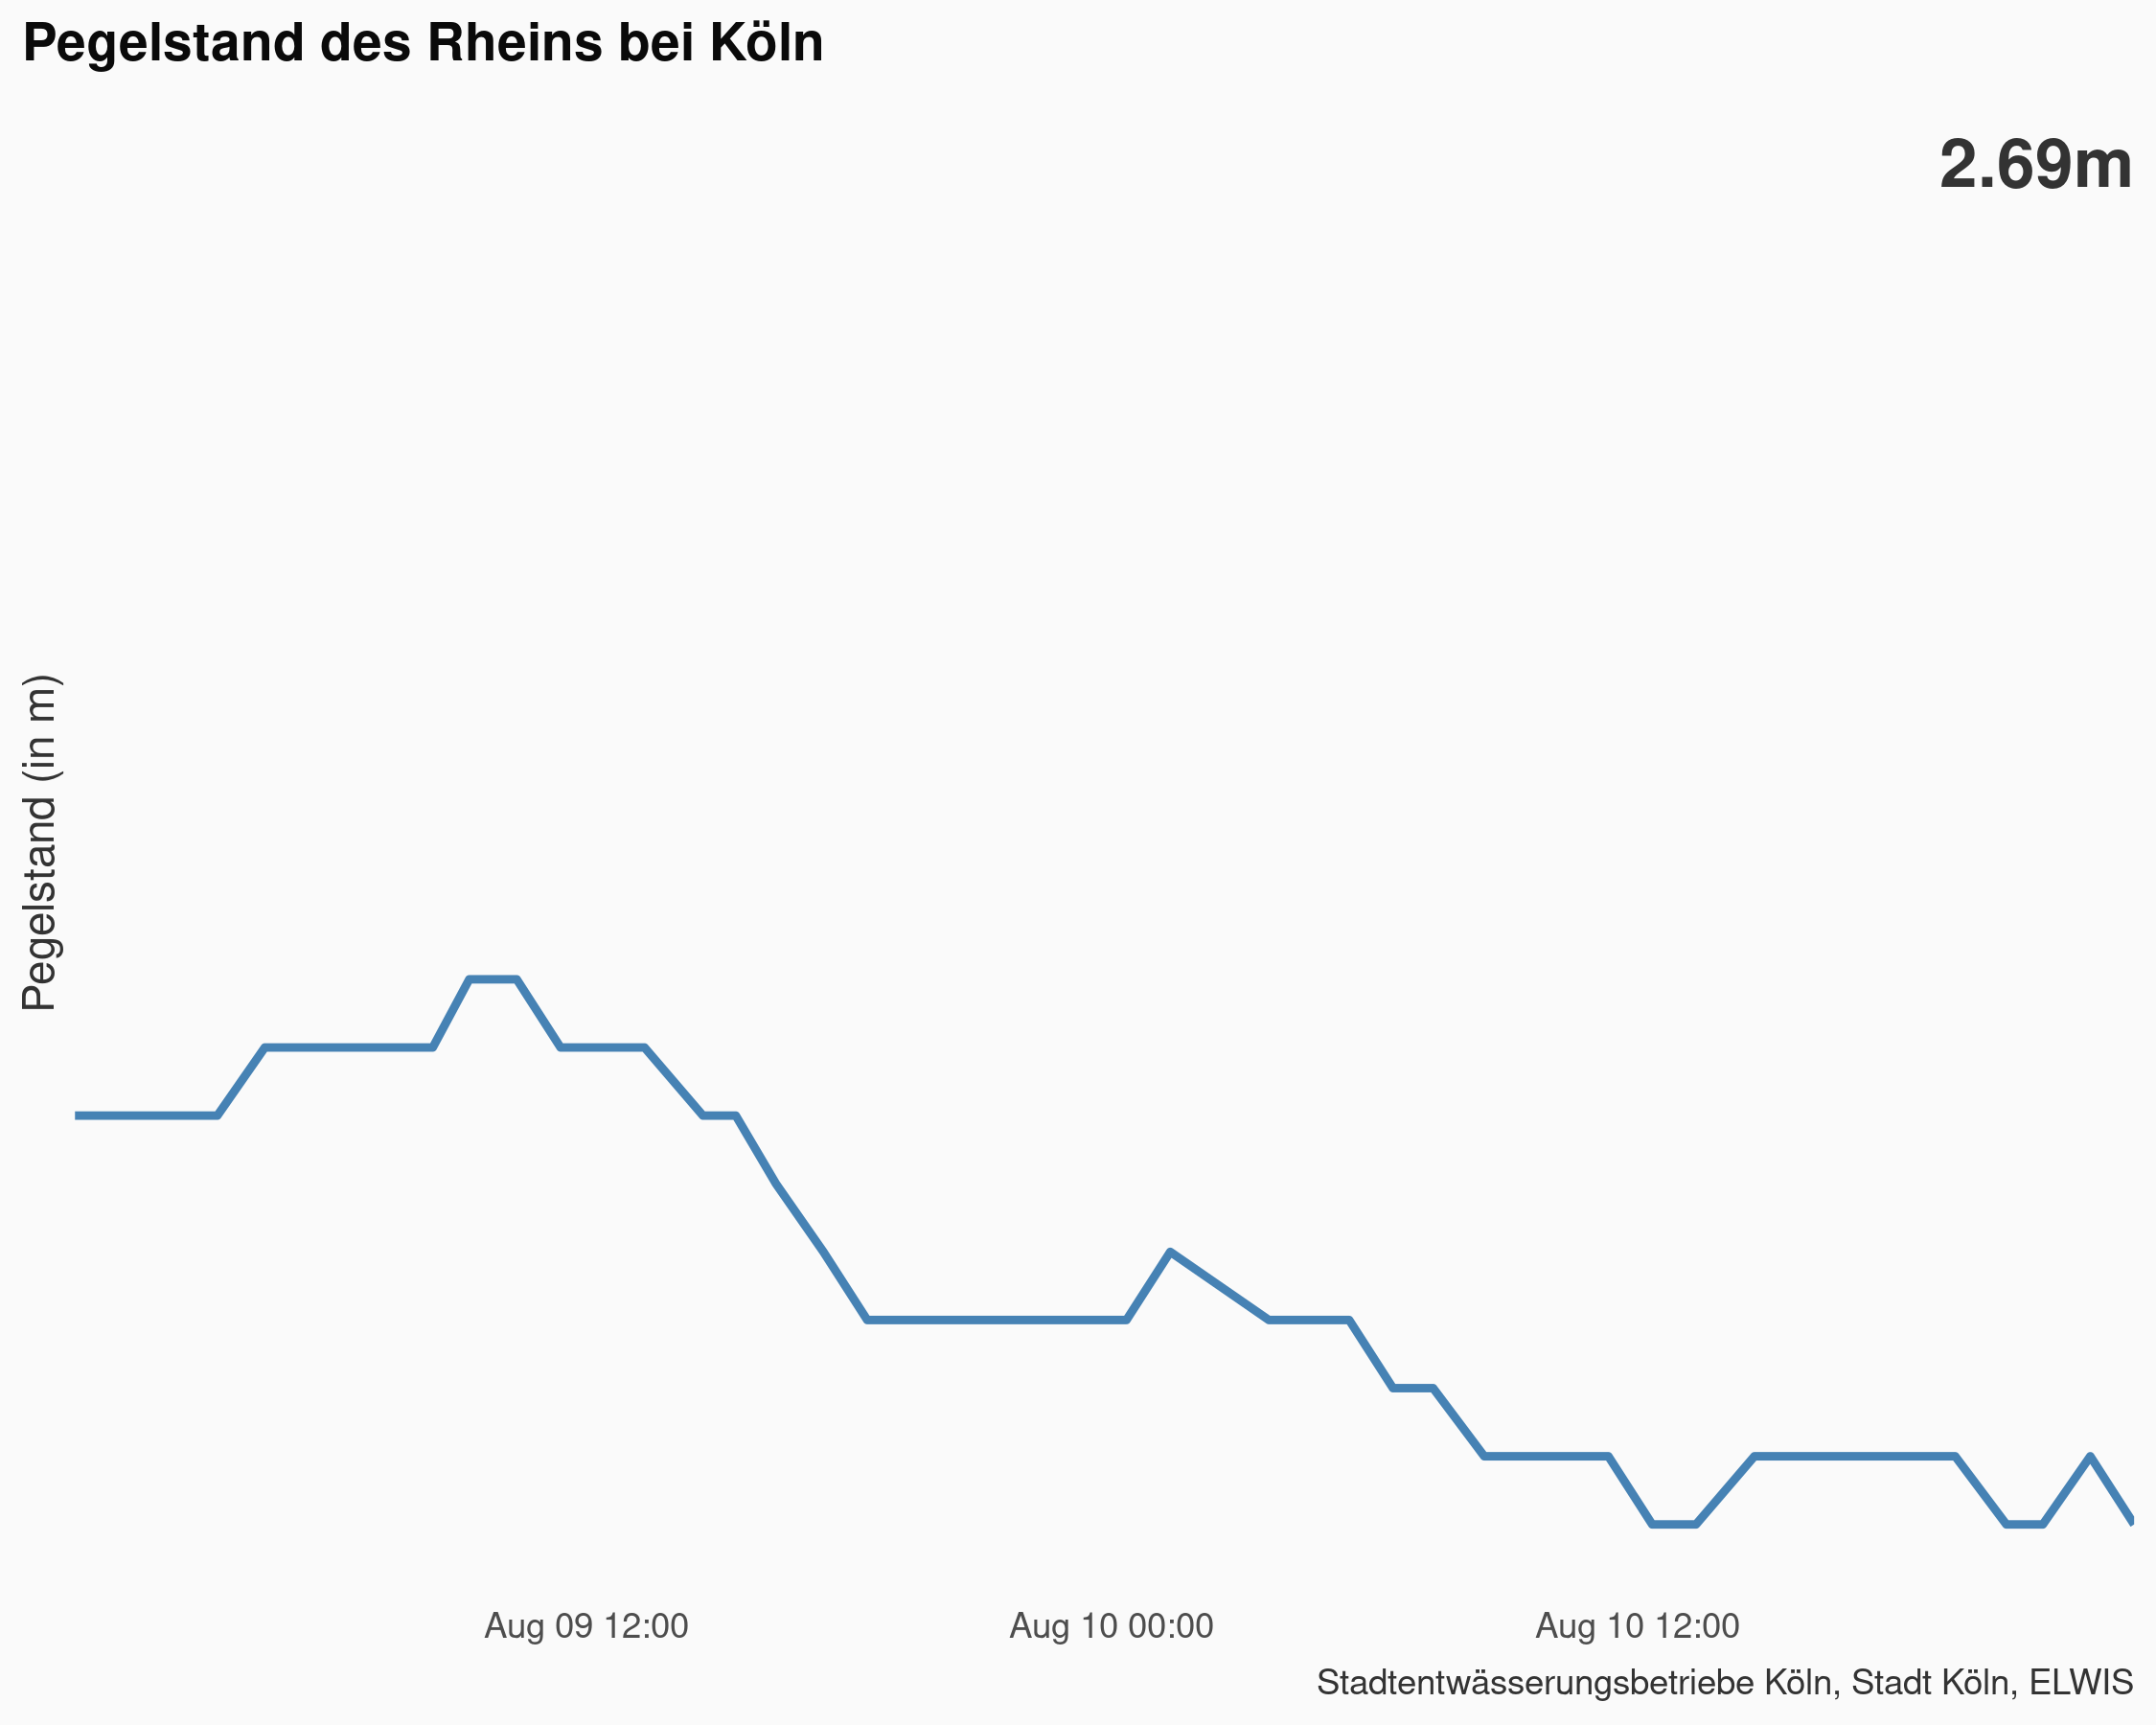 Pegelstand des Rheins bei Köln
2.69m
Pegelstand (in m)
Aug 09 12:00
Aug 10 00:00
Aug 10 12:00
Stadtentwässerungsbetriebe Köln, Stadt Köln, ELWIS